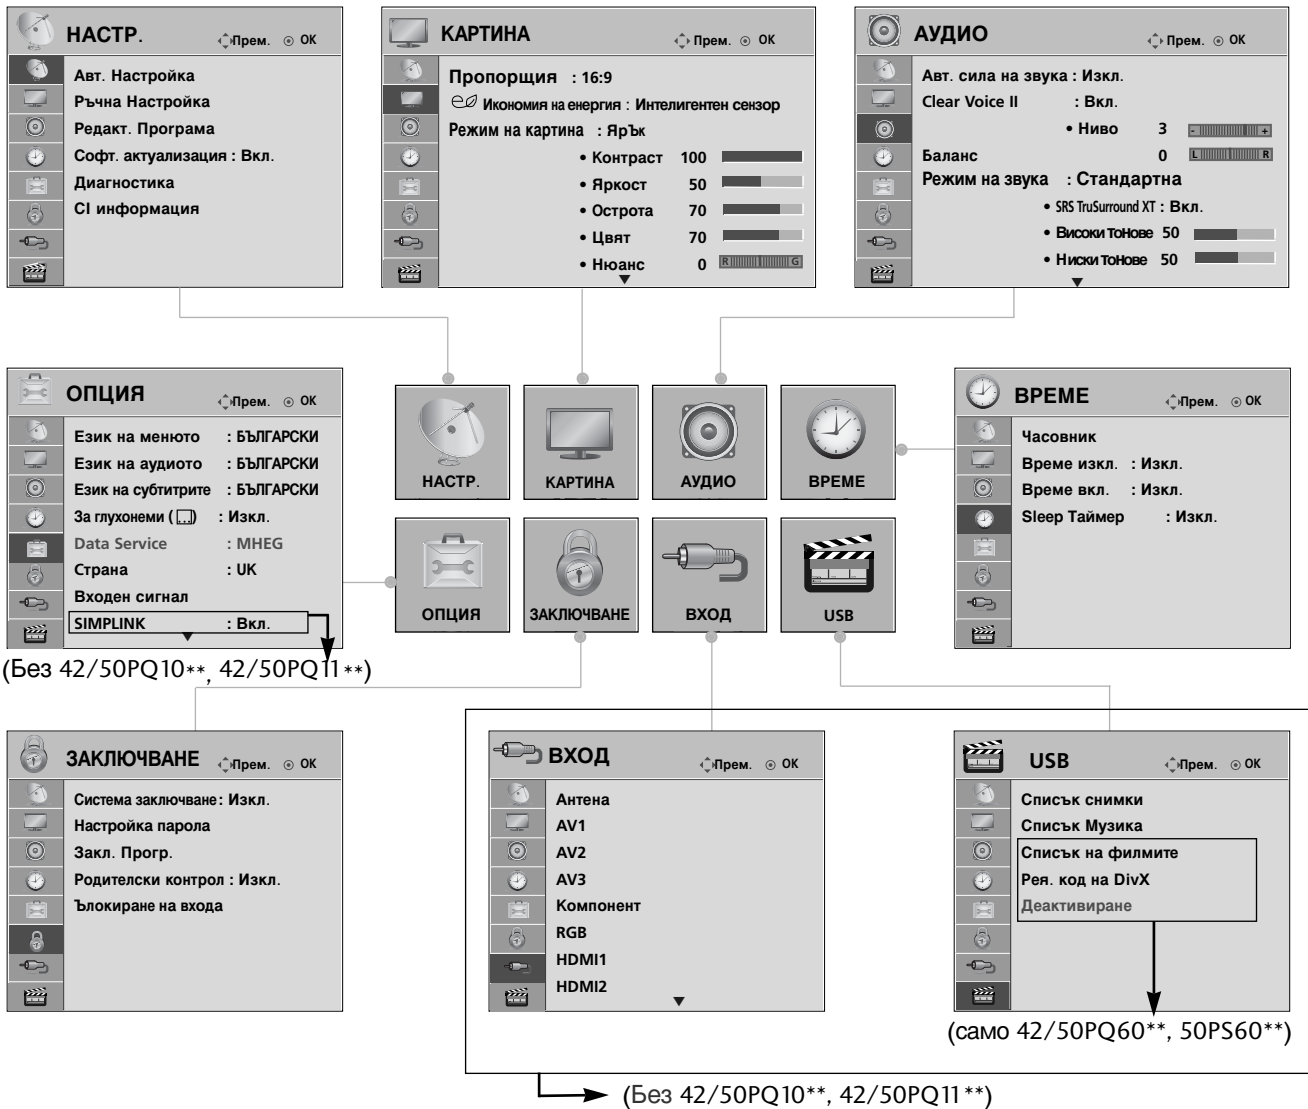 НАСТР. Прем. OK
Авт. Настройка
Ръчна Настройка
Редакт. Програма
Софт. актуализация : Вкл.
Диагностика
CI информация
КАРТИНА Прем. OK
Пропорщия : 16:9
Икономия на енергия : Интелигентен сензор
Режим на картина : ЯрЪк
• Контраст 100
• Яркост 50
• Острота 70
• Цвят 70
• Нюанс 0 R G
АУДИО Прем. OK
Авт. сила на звука : Изкл.
Clear Voice II : Вкл.
• Ниво 3 - +
Баланс 0 L R
Режим на звука : Стандартна
• SRS TruSurround XT : Вкл.
• Високи тонове 50
• Ниски тонове 50
ОПЦИЯ Прем. OK
Език на менюто : БЪЛГАРСКИ
Език на аудиото : БЪЛГАРСКИ
Език на субтитрите : БЪЛГАРСКИ
За глухонеми ( ) : Изкл.
Data Service : MHEG
Страна : UK
Входен сигнал
SIMPLINK : Вкл.
(Без 42/50PQ10**, 42/50PQ11**)
НАСТР.
КАРТИНА
АУДИО
ВРЕМЕ
ОПЦИЯ
ЗАКЛЮЧВАНЕ
ВХОД
USB
ВРЕМЕ Прем. OK
Часовник
Време изкл. : Изкл.
Време вкл. : Изкл.
Sleep Таймер : Изкл.
ЗАКЛЮЧВАНЕ Прем. OK
Система заключване : Изкл.
Настройка парола
Закл. Прогр.
Родителски контрол : Изкл.
Ълокиране на входа
ВХОД Прем. OK
Антена
AV1
AV2
AV3
Компонент
RGB
HDMI1
HDMI2
USB Прем. OK
Списък снимки
Списък Музика
Списък на филмите
Рея. код на DivX
Деактивиране
(само 42/50PQ60**, 50PS60**)
(Без 42/50PQ10**, 42/50PQ11**)